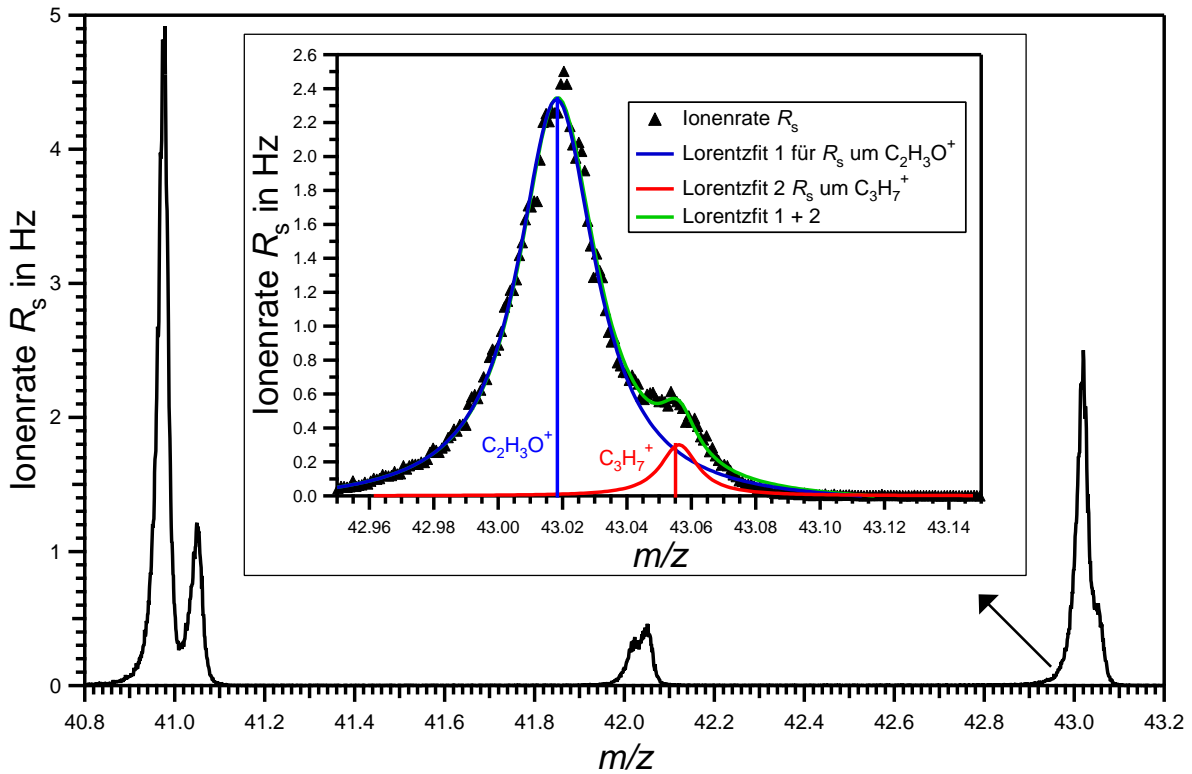 Ionenrate Rs in Hz
5
4
3
2
1
0
40.8 41.0 41.2 41.4 41.6 41.8 42.0 42.2 42.4 42.6 42.8 43.0 43.2
m/z
Ionenrate Rs in Hz
2.6
2.4
2.2
2.0
1.8
1.6
1.4
1.2
1.0
0.8
0.6
0.4
0.2
0.0
42.96 42.98 43.00 43.02 43.04 43.06 43.08 43.10 43.12 43.14
m/z
Ionenrate Rs
Lorentzfit 1 für Rs um C2H3O+
Lorentzfit 2 Rs um C3H7+
Lorentzfit 1 + 2
C2H3O+
C3H7+